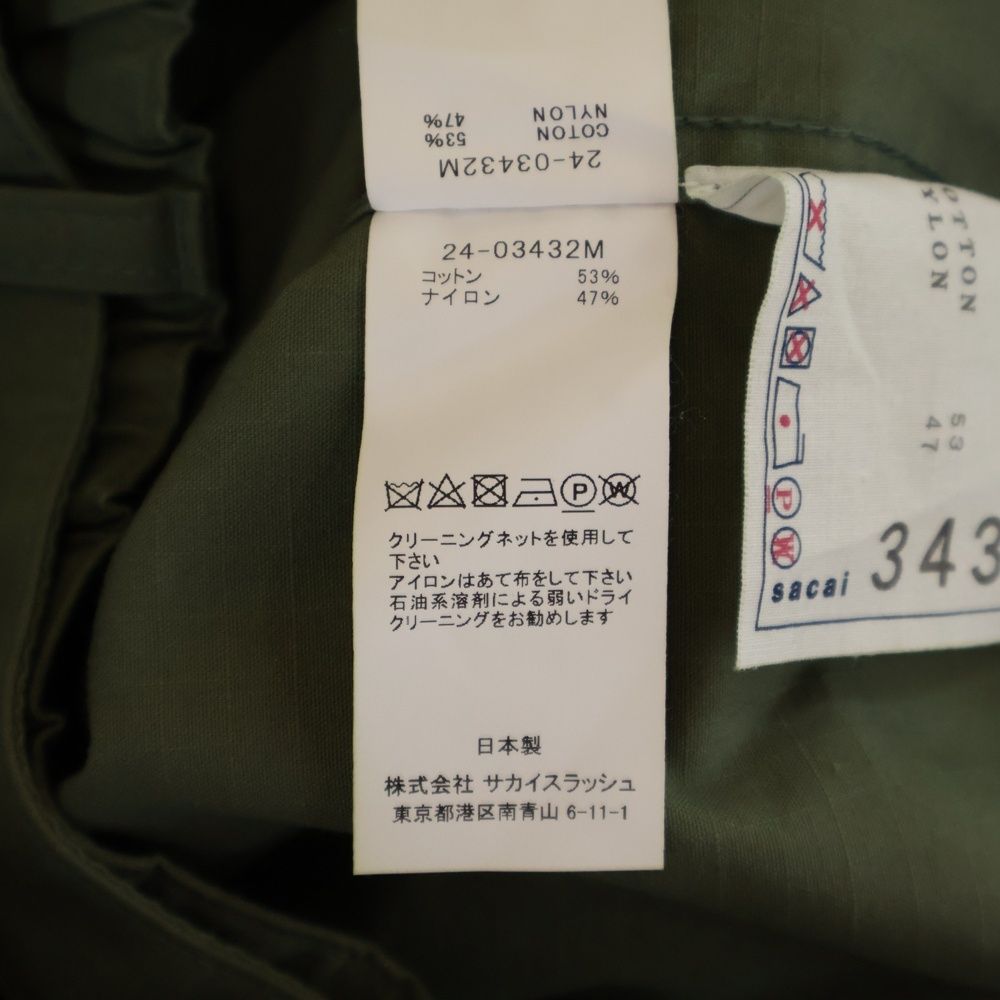 24-03432M
COTON 53%
NYLON 47%
24-03432M
コットン 53%
ナイロン 47%
P W
クリーニングネットを使用して
下さい
アイロンはあて布をして下さい
石油系溶剤による弱いドライ
クリーニングをお勧めします
日本製
株式会社 サカイスラッシュ
東京都港区南青山 6-11-1
OTTON 53
YLON 47
P
W
sacai 343